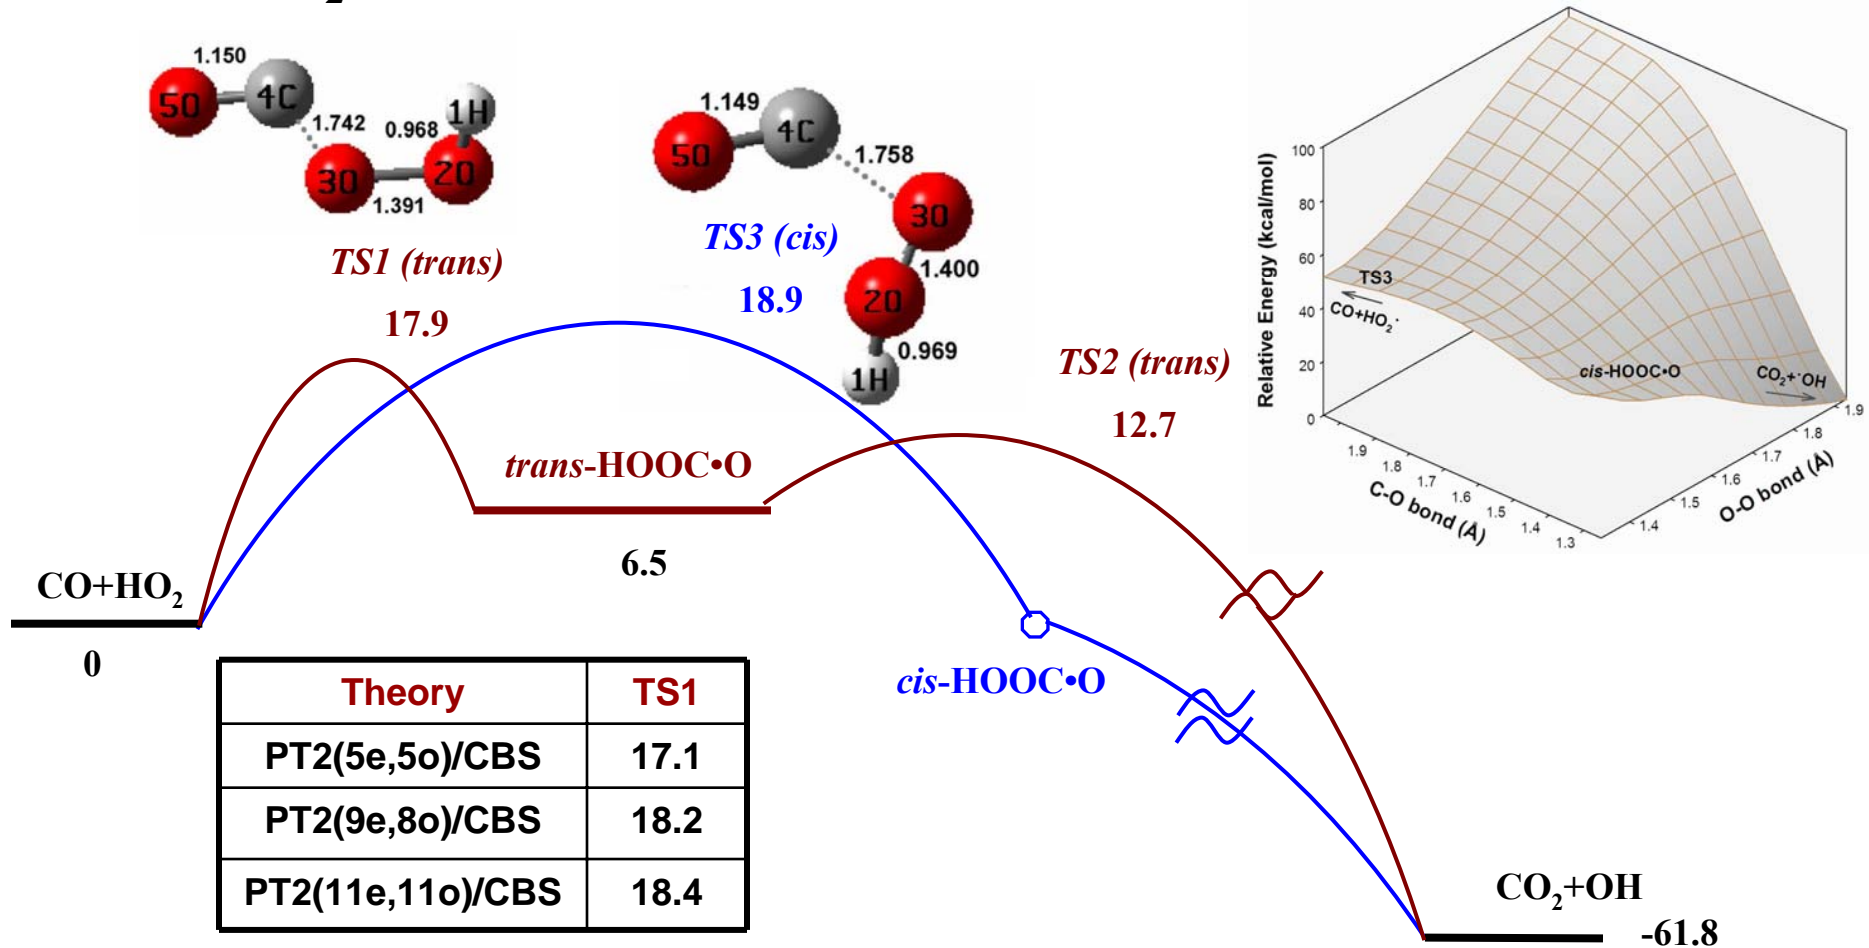 2
1.150
5O
4C
1.742
0.968
1H
3O
2O
1.391
TS1 (trans)
17.9
1.149
4C
5O
1.758
3O
TS3 (cis)
18.9
1.400
2O
0.969
1H
TS2 (trans)
12.7
trans-HOOC•O
6.5
CO+HO₂
0
cis-HOOC•O
Theory TS1
PT2(5e,5o)/CBS 17.1
PT2(9e,8o)/CBS 18.2
PT2(11e,11o)/CBS 18.4
CO₂+OH
-61.8
Relative Energy (kcal/mol)
100
80
60
40
20
0
TS3
CO+HO₂·
cis-HOOC•O
CO₂+·OH
1.9
1.8
1.7
1.6
1.5
1.4
1.3
C-O bond (Å)
1.4
1.5
1.6
1.7
1.8
1.9
O-O bond (Å)